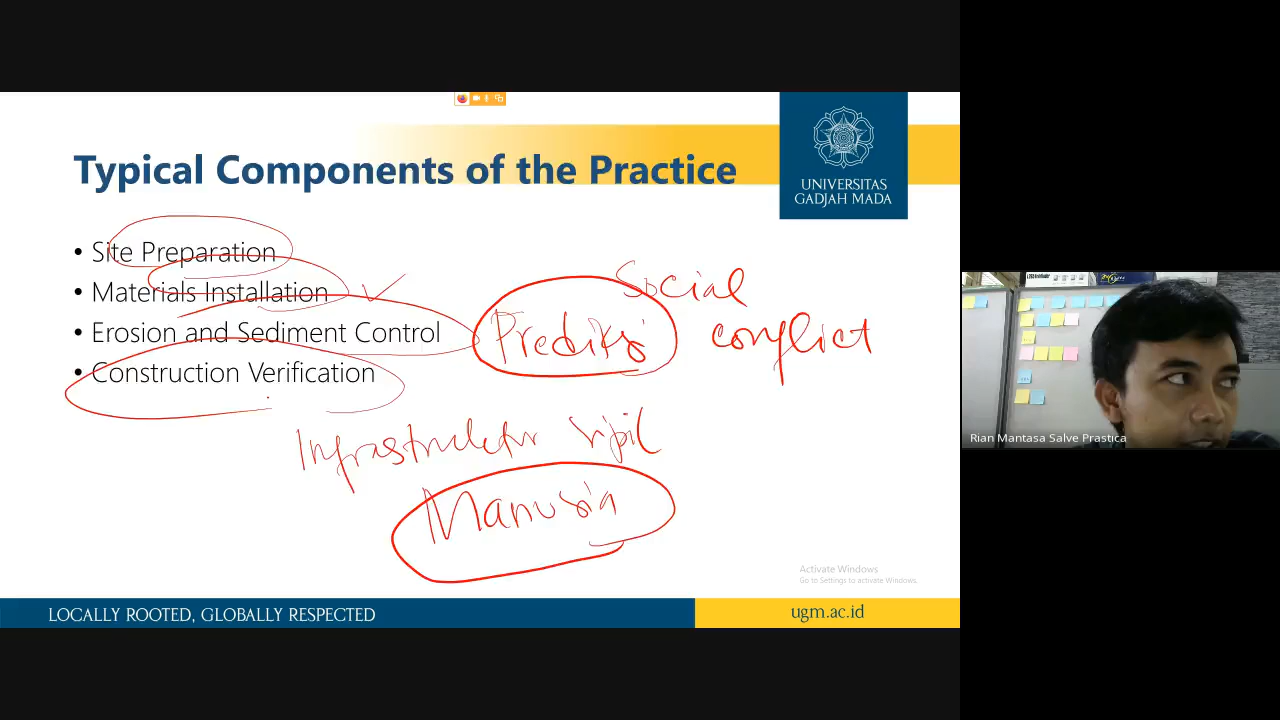 Typical Components of the Practice
UNIVERSITAS
GADJAH MADA
• Site Preparation
• Materials Installation
• Erosion and Sediment Control
• Construction Verification
Social
Prediksi conflict
Infrastruktur sipil
Manusia
Rian Mantasa Salve Prastica
Activate Windows
Go to Settings to activate Windows.
LOCALLY ROOTED, GLOBALLY RESPECTED
ugm.ac.id